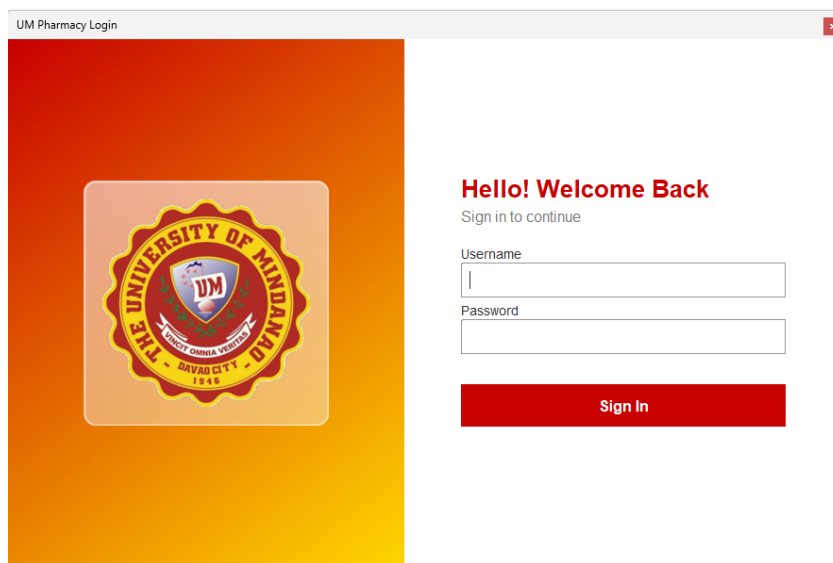 UM Pharmacy Login
THE UNIVERSITY OF MINDANAO
UM
VINCIT OMNIA VERITAS
- DAVAO CITY -
1946
Hello! Welcome Back
Sign in to continue
Username
Password
Sign In